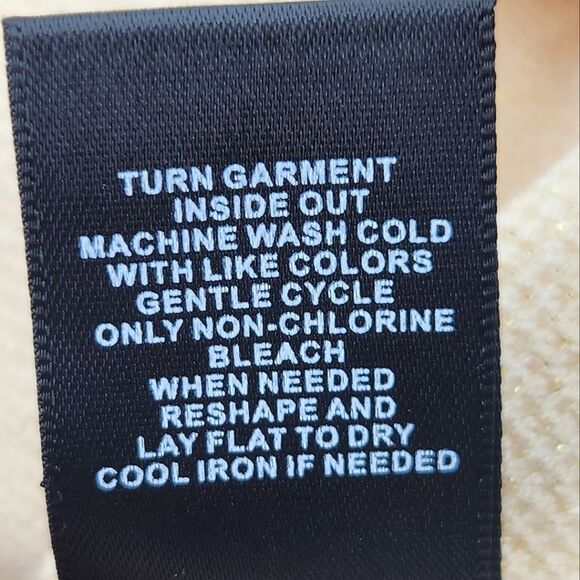 TURN GARMENT
INSIDE OUT
MACHINE WASH COLD
WITH LIKE COLORS
GENTLE CYCLE
ONLY NON-CHLORINE
BLEACH
WHEN NEEDED
RESHAPE AND
LAY FLAT TO DRY
COOL IRON IF NEEDED